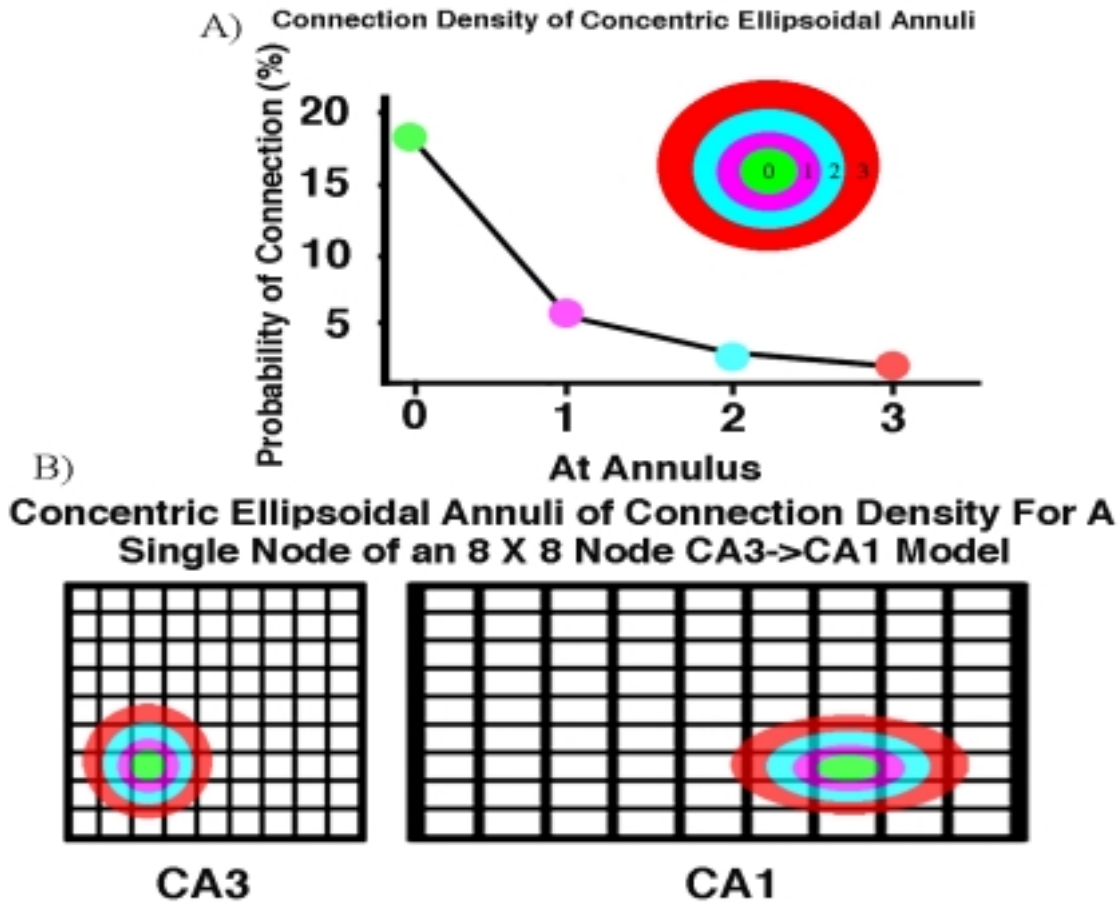 A)
Connection Density of Concentric Ellipsoidal Annuli
Probability of Connection (%)
20
15
10
5
0 1 2 3
0 1 2 3
At Annulus
B)
Concentric Ellipsoidal Annuli of Connection Density For A
Single Node of an 8 X 8 Node CA3->CA1 Model
CA3
CA1